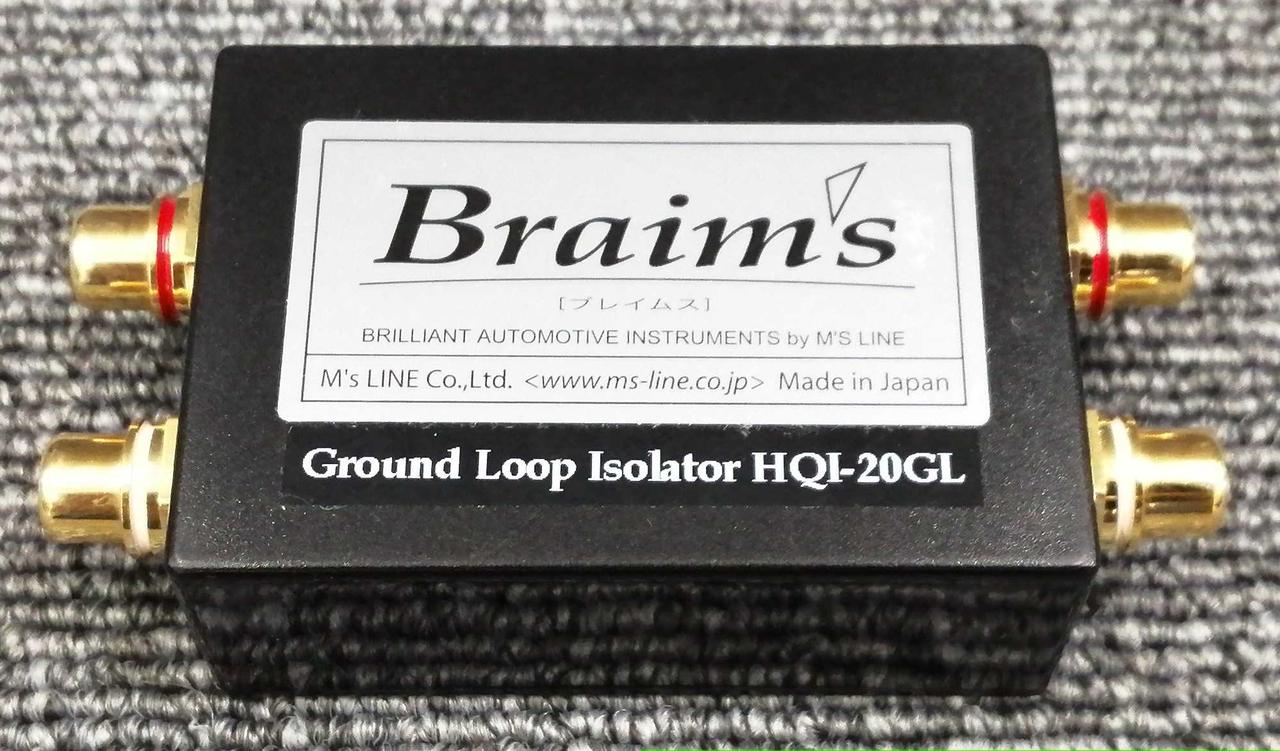 Braim's
[ブレイムス]
BRILLIANT AUTOMOTIVE INSTRUMENTS by M'S LINE
M's LINE Co.,Ltd. <www.ms-line.co.jp> Made in Japan
Ground Loop Isolator HQI-20GL